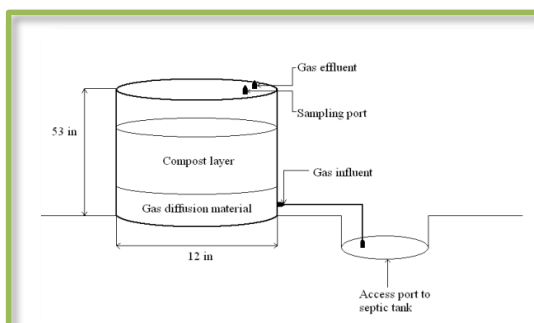 Gas effluent
Sampling port
53 in
Compost layer
Gas influent
Gas diffusion material
12 in
Access port to
septic tank